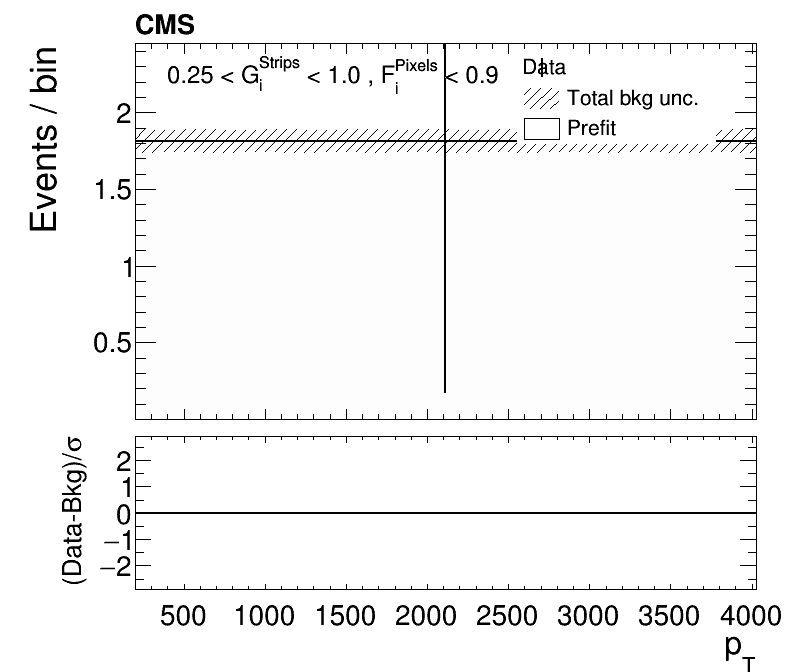 CMS
0.25 < G_i^Strips < 1.0 , F_i^Pixels < 0.9
Data
Total bkg unc.
Prefit
Events / bin
2
1.5
1
0.5
(Data-Bkg)/σ
2
1
0
−1
−2
500 1000 1500 2000 2500 3000 3500 4000
p_T